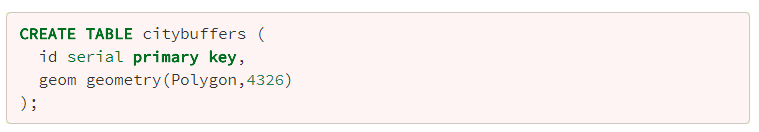 CREATE TABLE citybuffers (
  id serial primary key,
  geom geometry(Polygon,4326)
);